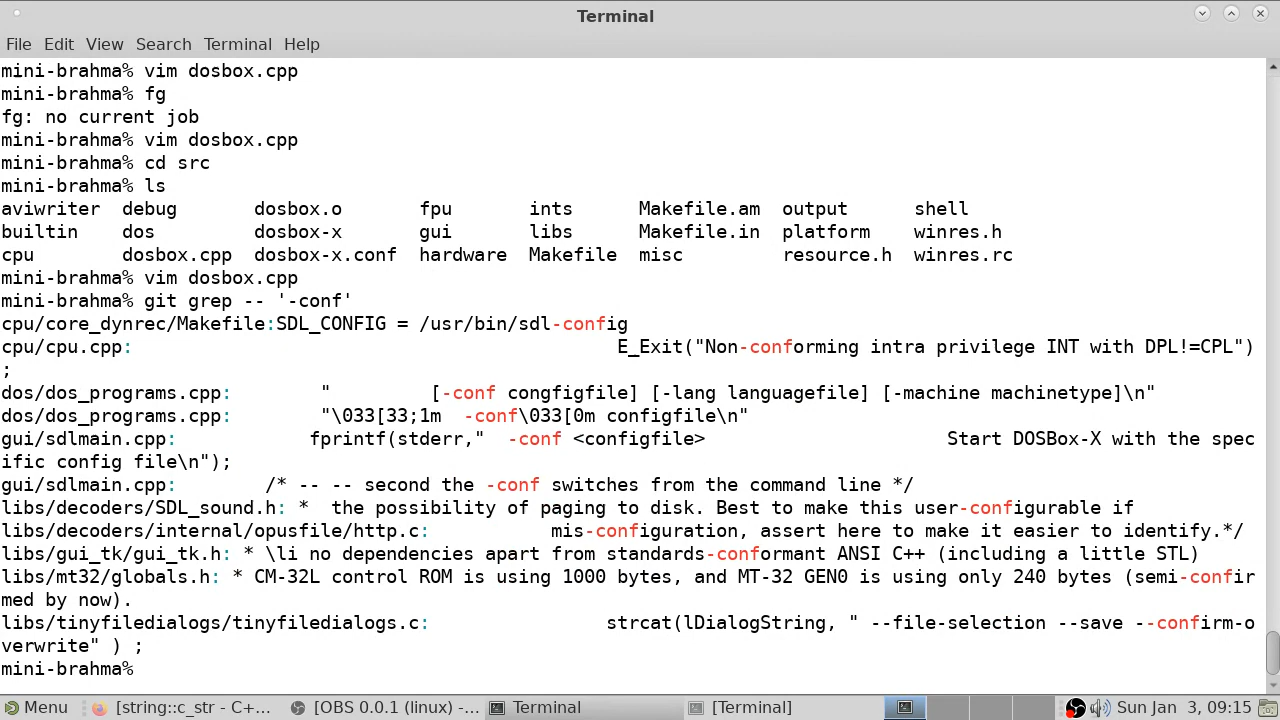 Terminal
File Edit View Search Terminal Help
mini-brahma% vim dosbox.cpp
mini-brahma% fg
fg: no current job
mini-brahma% vim dosbox.cpp
mini-brahma% cd src
mini-brahma% ls
aviwriter  debug       dosbox.o       fpu       ints      Makefile.am  output      shell
builtin    dos         dosbox-x       gui       libs      Makefile.in  platform    winres.h
cpu        dosbox.cpp  dosbox-x.conf  hardware  Makefile  misc         resource.h  winres.rc
mini-brahma% vim dosbox.cpp
mini-brahma% git grep -- '-conf'
cpu/core_dynrec/Makefile:SDL_CONFIG = /usr/bin/sdl-config
cpu/cpu.cpp:                                            E_Exit("Non-conforming intra privilege INT with DPL!=CPL")
;
dos/dos_programs.cpp:        "         [-conf congfigfile] [-lang languagefile] [-machine machinetype]\n"
dos/dos_programs.cpp:        "\033[33;1m  -conf\033[0m configfile\n"
gui/sdlmain.cpp:            fprintf(stderr,"  -conf <configfile>                      Start DOSBox-X with the spec
ific config file\n");
gui/sdlmain.cpp:        /* -- -- second the -conf switches from the command line */
libs/decoders/SDL_sound.h: *  the possibility of paging to disk. Best to make this user-configurable if
libs/decoders/internal/opusfile/http.c:           mis-configuration, assert here to make it easier to identify.*/
libs/gui_tk/gui_tk.h: * \li no dependencies apart from standards-conformant ANSI C++ (including a little STL)
libs/mt32/globals.h: * CM-32L control ROM is using 1000 bytes, and MT-32 GEN0 is using only 240 bytes (semi-confir
med by now).
libs/tinyfiledialogs/tinyfiledialogs.c:                strcat(lDialogString, " --file-selection --save --confirm-o
verwrite" ) ;
mini-brahma%
Menu [string::c_str - C+... [OBS 0.0.1 (linux) -... Terminal [Terminal] Sun Jan  3, 09:15